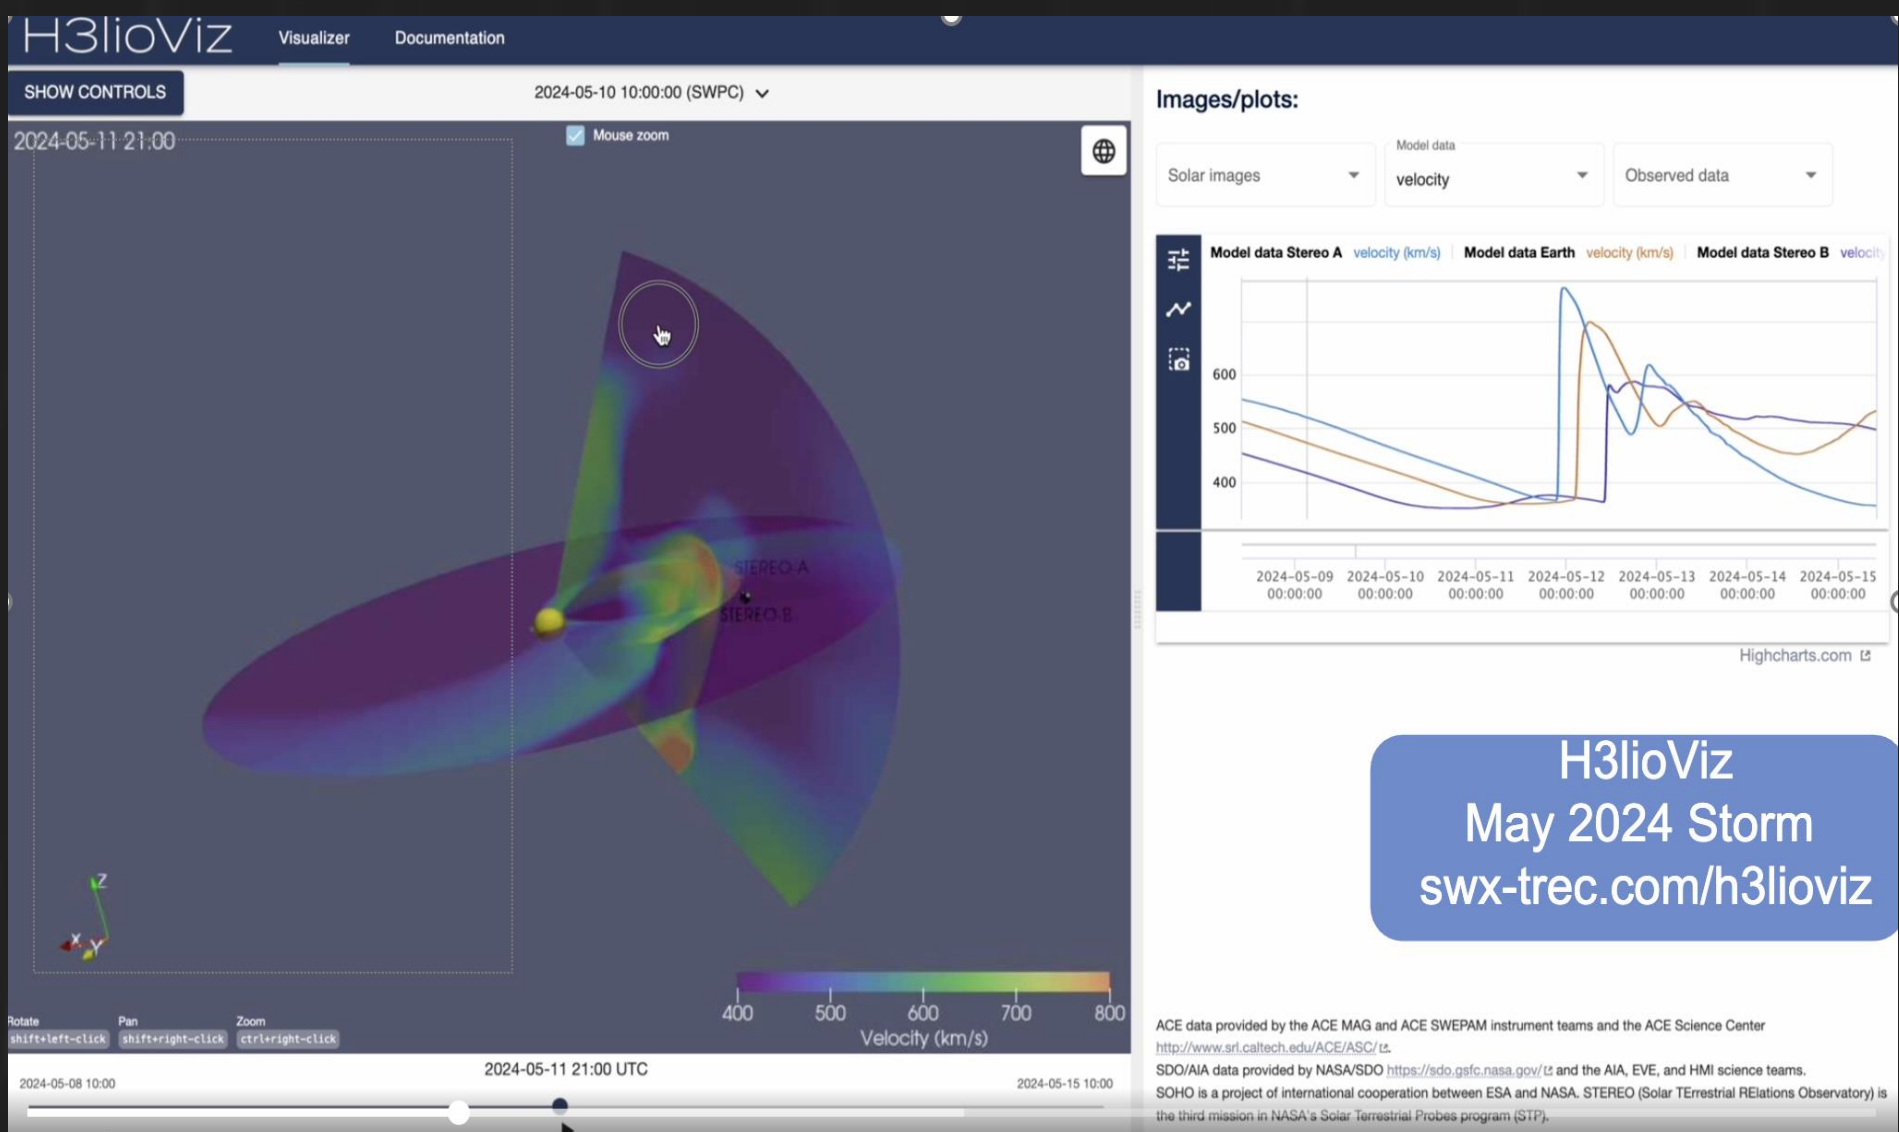 H3lioViz
Visualizer
Documentation
SHOW CONTROLS
2024-05-10 10:00:00 (SWPC)
2024-05-11 21:00
Mouse zoom
STEREO-A
STEREO-B
Z
X
Y
400 500 600 700 800
Velocity (km/s)
Rotate Pan Zoom
shift+left-click shift+right-click ctrl+right-click
2024-05-11 21:00 UTC
2024-05-08 10:00
2024-05-15 10:00
Images/plots:
Solar images
Model data
velocity
Observed data
Model data Stereo A velocity (km/s) Model data Earth velocity (km/s) Model data Stereo B
600
500
400
2024-05-09 2024-05-10 2024-05-11 2024-05-12 2024-05-13 2024-05-14 2024-05-15
00:00:00 00:00:00 00:00:00 00:00:00 00:00:00 00:00:00 00:00:00
Highcharts.com
H3lioViz
May 2024 Storm
swx-trec.com/h3lioviz
ACE data provided by the ACE MAG and ACE SWEPAM instrument teams and the ACE Science Center
http://www.srl.caltech.edu/ACE/ASC/.
SDO/AIA data provided by NASA/SDO https://sdo.gsfc.nasa.gov/ and the AIA, EVE, and HMI science teams.
SOHO is a project of international cooperation between ESA and NASA. STEREO (Solar TErrestrial RElations Observatory) is
the third mission in NASA's Solar Terrestrial Probes program (STP).